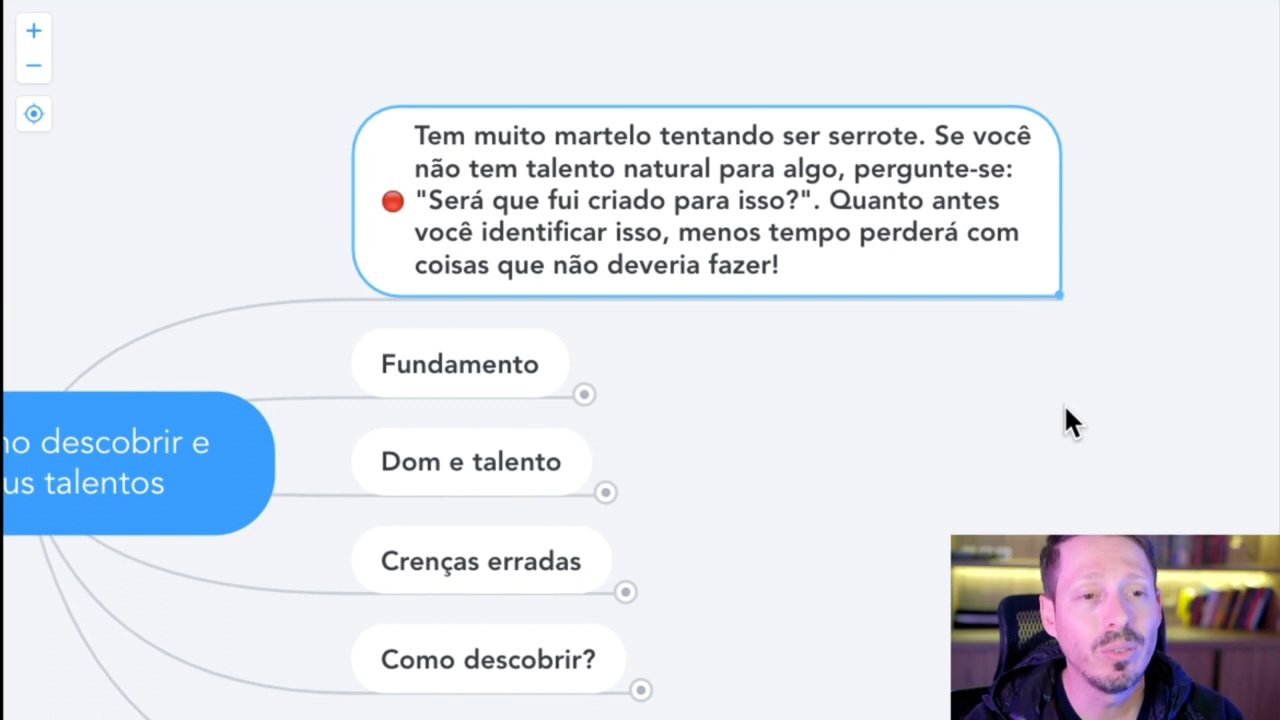 Tem muito martelo tentando ser serrote. Se você
não tem talento natural para algo, pergunte-se:
"Será que fui criado para isso?". Quanto antes
você identificar isso, menos tempo perderá com
coisas que não deveria fazer!
Fundamento
descobrir e
talentos
Dom e talento
Crenças erradas
Como descobrir?